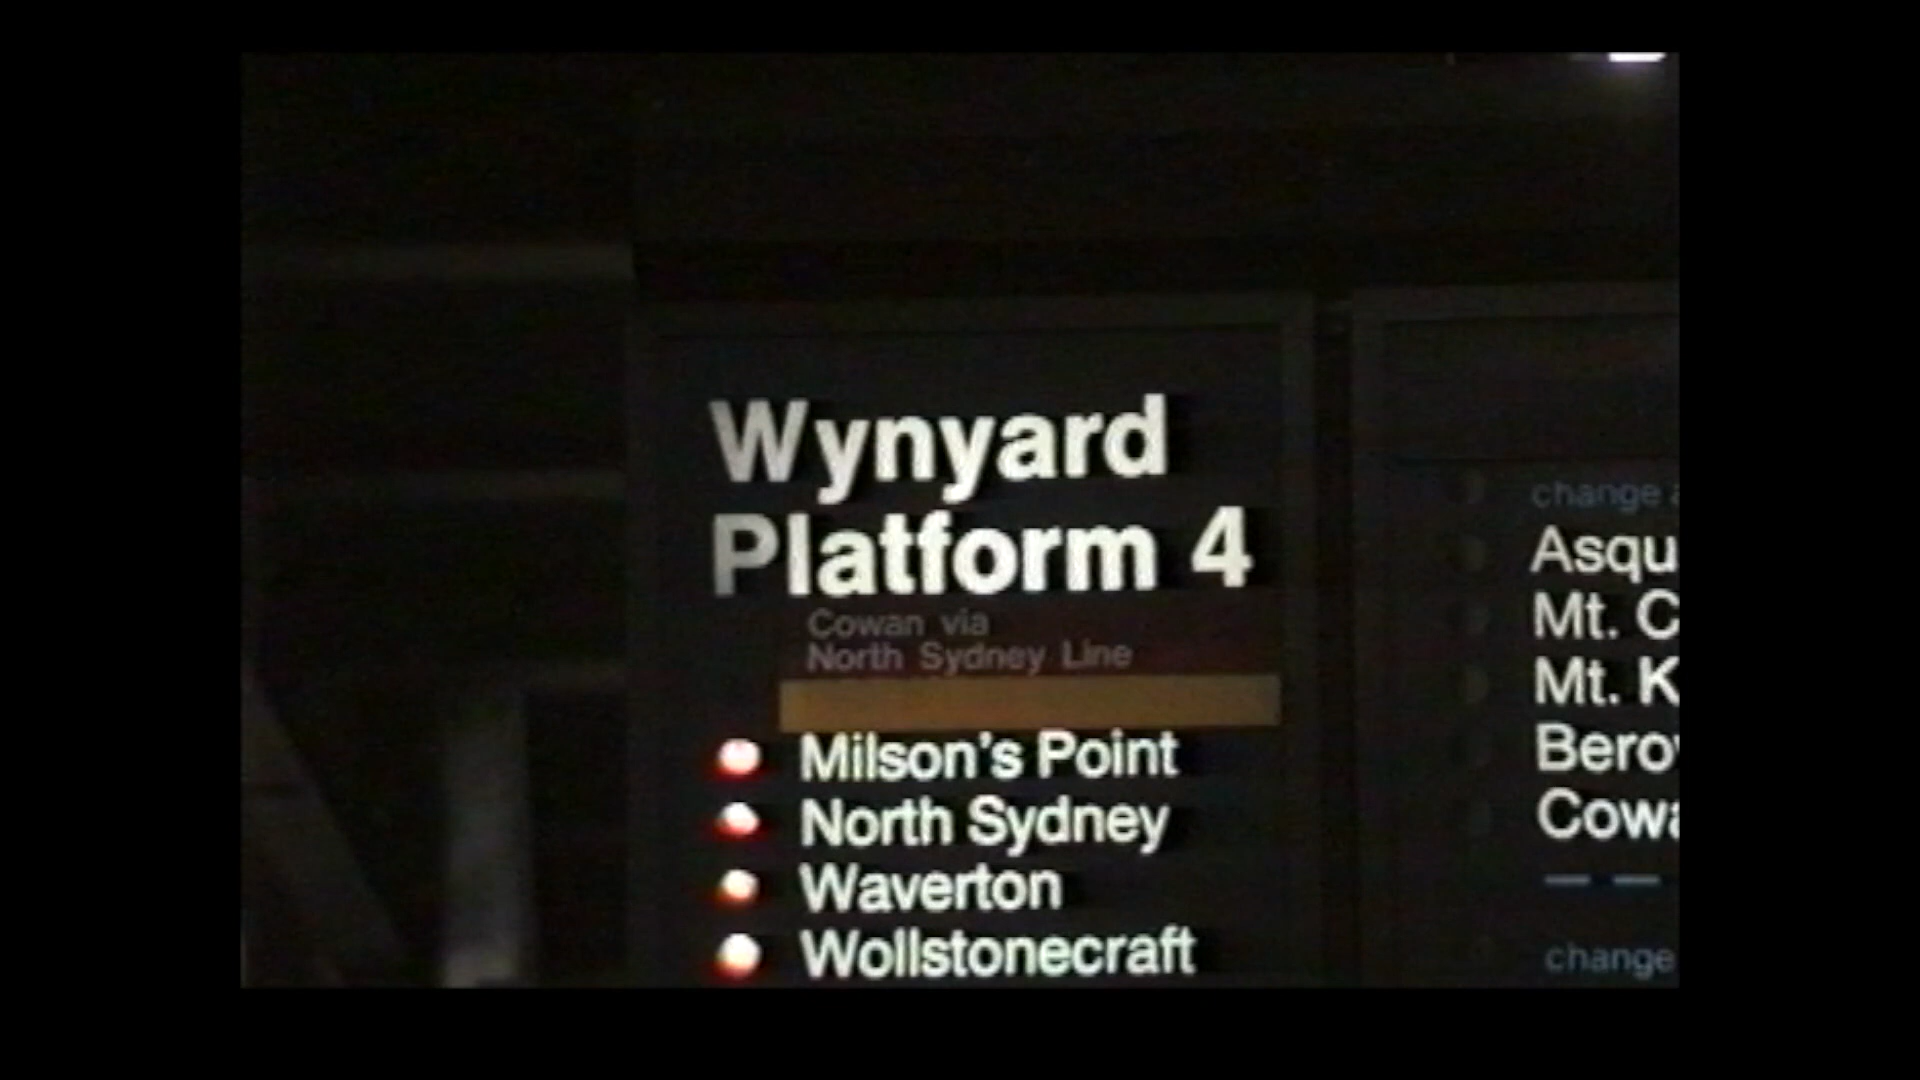 Wynyard
Platform 4
Cowan via
North Sydney Line
Milson's Point
North Sydney
Waverton
Wollstonecraft
change
Asqu
Mt. C
Mt. K
Bero
Cowa
change